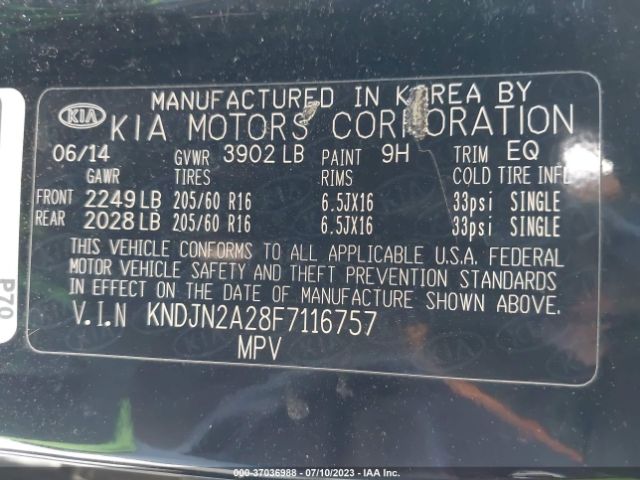 MANUFACTURED IN KOREA BY
KIA KIA MOTORS CORPORATION
06/14 GVWR 3902 LB PAINT 9H TRIM EQ
GAWR TIRES RIMS COLD TIRE INFL
FRONT 2249 LB 205/60 R16 6.5JX16 33psi SINGLE
REAR 2028 LB 205/60 R16 6.5JX16 33psi SINGLE
THIS VEHICLE CONFORMS TO ALL APPLICABLE U.S.A. FEDERAL
MOTOR VEHICLE SAFETY AND THEFT PREVENTION STANDARDS
IN EFFECT ON THE DATE OF MANUFACTURE SHOWN ABOVE.
V.I.N KNDJN2A28F7116757
MPV
P70
000-37036988 - 07/10/2023 - IAA Inc.